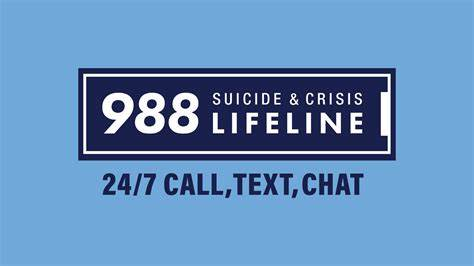 988 SUICIDE & CRISIS
LIFELINE
24/7 CALL, TEXT, CHAT